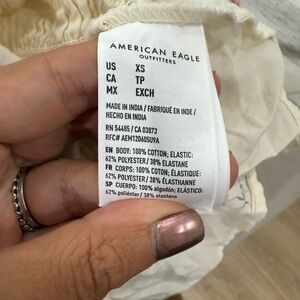 AMERICAN EAGLE
OUTFITTERS
US XS
CA TP
MX EXCH
MADE IN INDIA / FABRIQUÉ EN INDE /
HECHO EN INDIA
RN 54485 / CA 03873
RFC# AEM120605U9A
EN BODY: 100% COTTON; ELASTIC:
62% POLYESTER / 38% ELASTANE
FR CORPS: 100% COTON; ÉLASTIQUE:
62% POLYESTER / 38% ÉLASTHANNE
SP CUERPO: 100% algodón; ELÁSTICO:
62% poliéster / 38% elastano